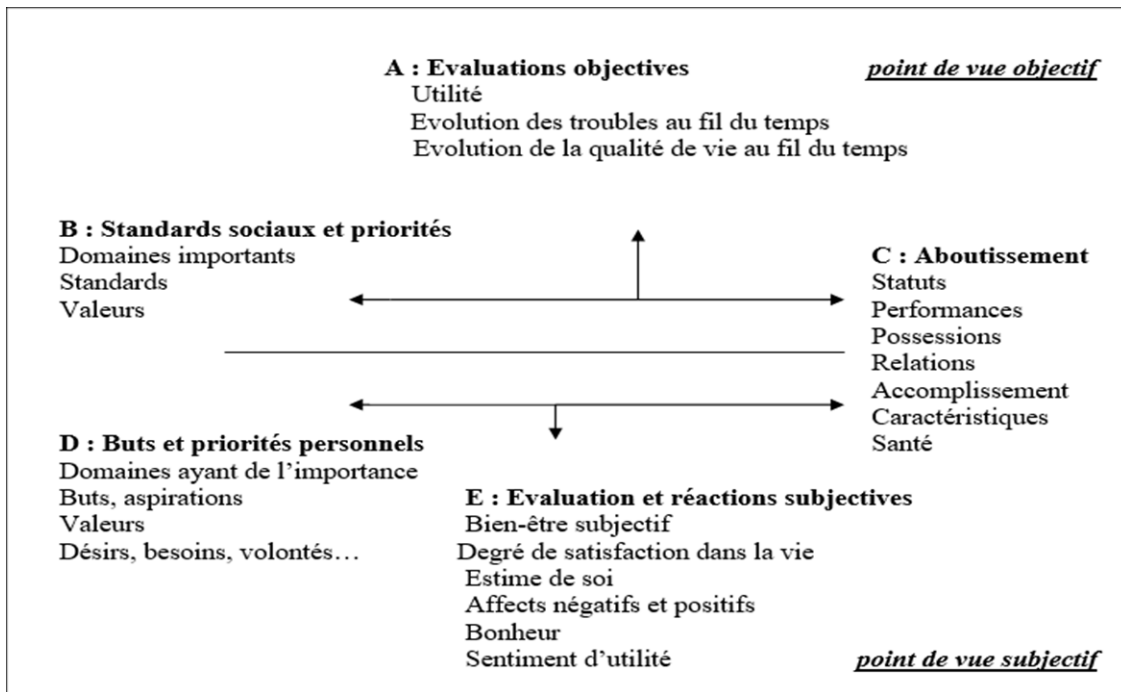 A : Evaluations objectives
point de vue objectif
Utilité
Evolution des troubles au fil du temps
Evolution de la qualité de vie au fil du temps
B : Standards sociaux et priorités
Domaines importants
Standards
Valeurs
C : Aboutissement
Statuts
Performances
Possessions
Relations
Accomplissement
Caractéristiques
Santé
D : Buts et priorités personnels
Domaines ayant de l’importance
Buts, aspirations
Valeurs
Désirs, besoins, volontés…
E : Evaluation et réactions subjectives
Bien-être subjectif
Degré de satisfaction dans la vie
Estime de soi
Affects négatifs et positifs
Bonheur
Sentiment d’utilité
point de vue subjectif